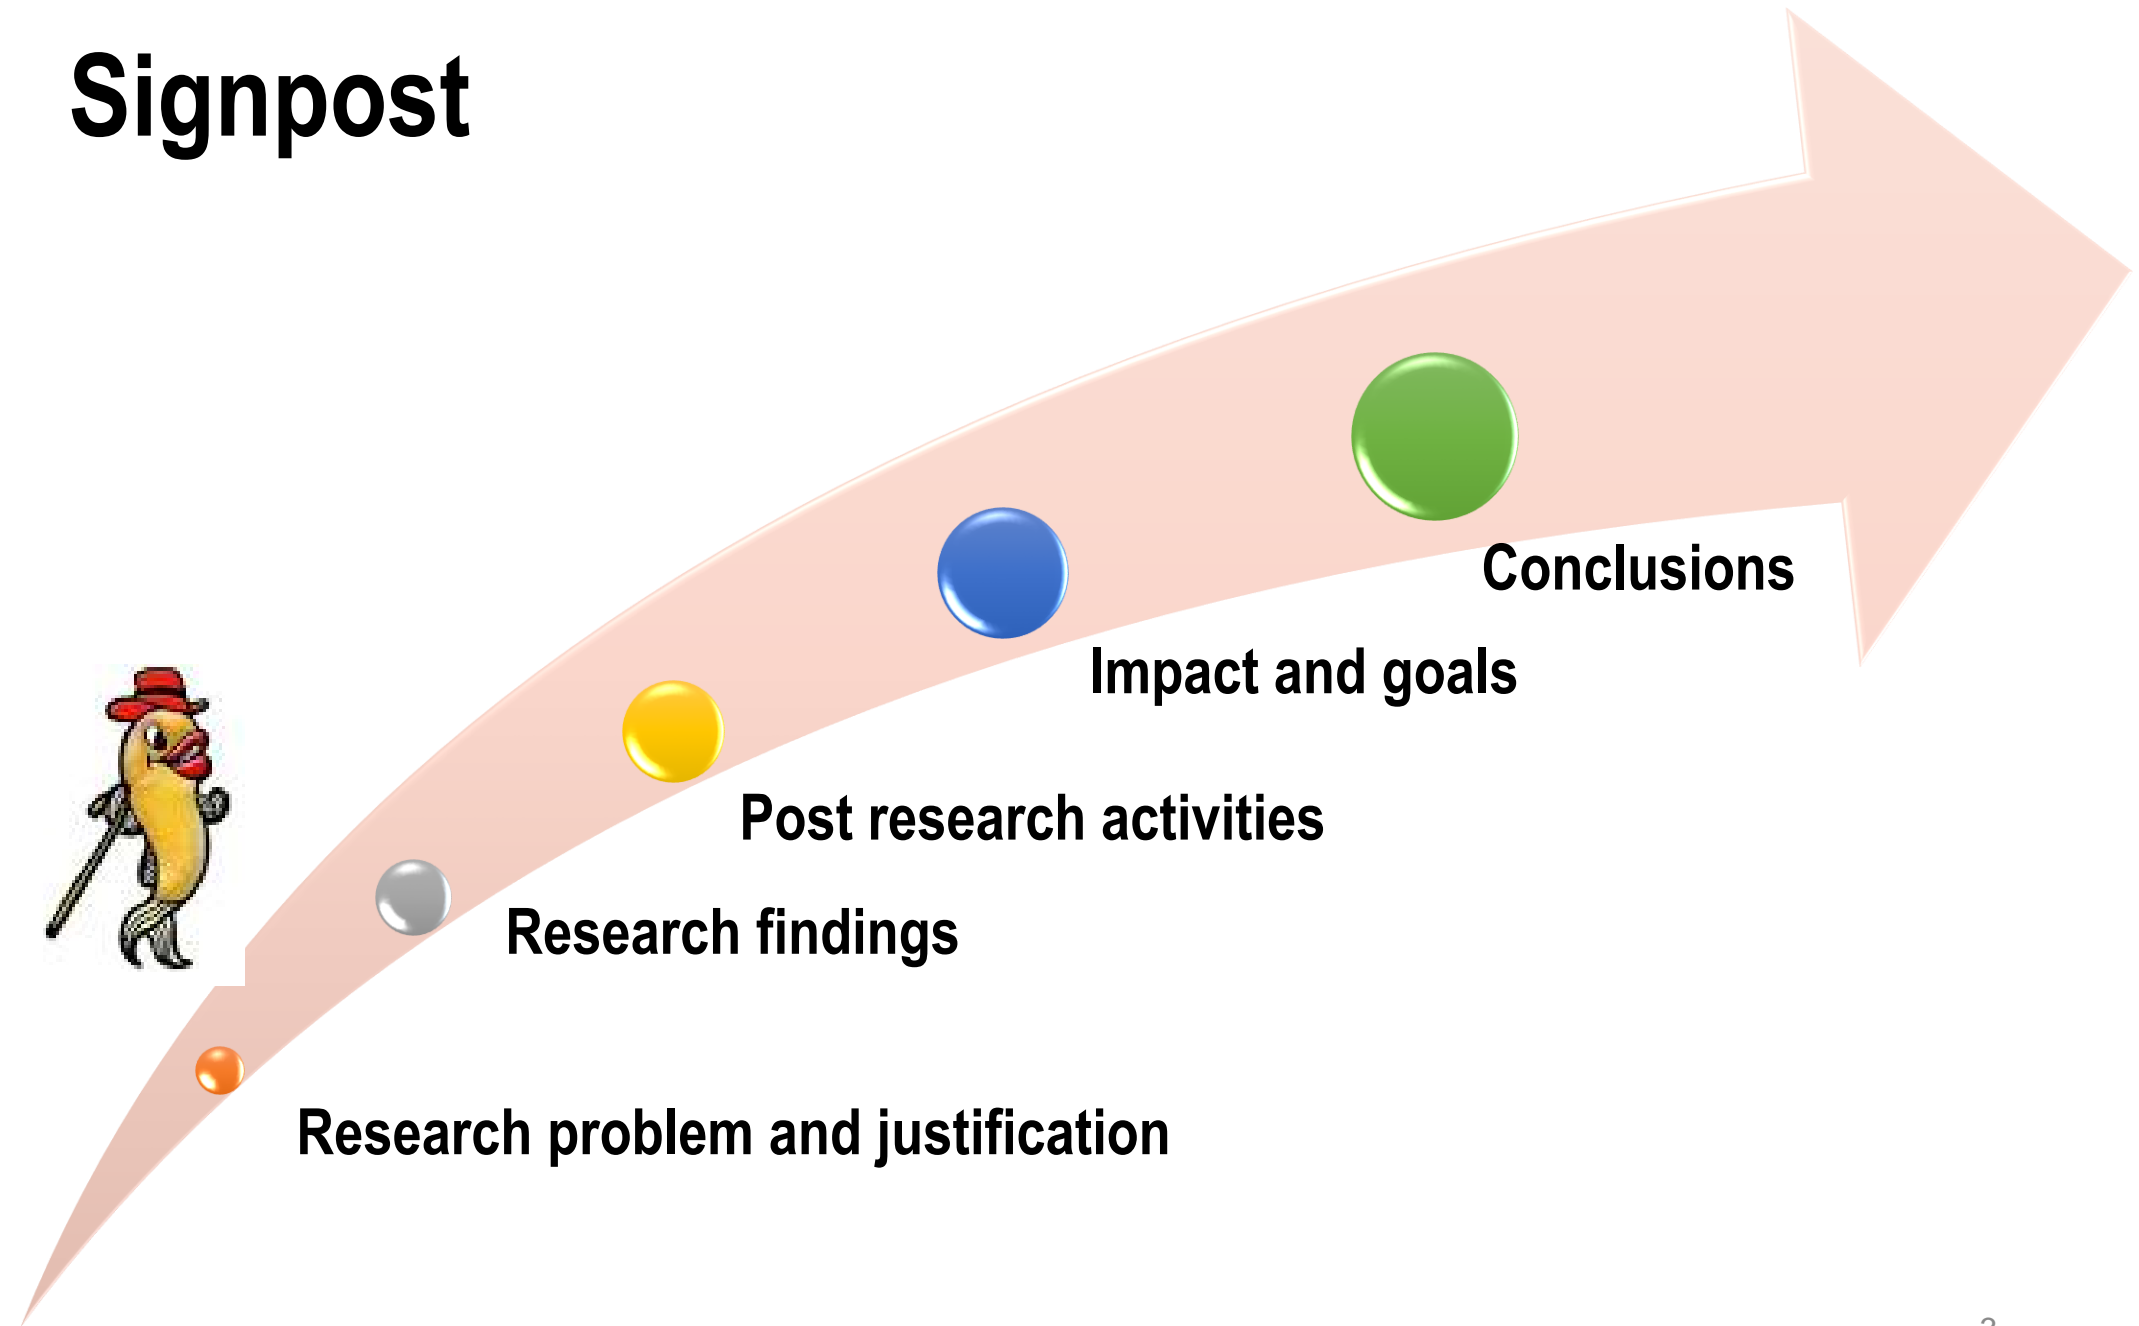 Signpost
Conclusions
Impact and goals
Post research activities
Research findings
Research problem and justification